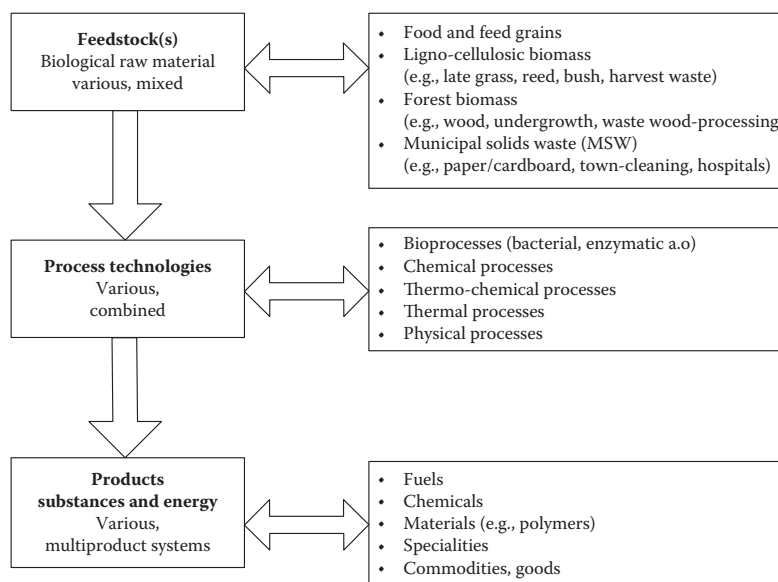 Feedstock(s)
Biological raw material
various, mixed
• Food and feed grains
• Ligno-cellulosic biomass
(e.g., late grass, reed, bush, harvest waste)
• Forest biomass
(e.g., wood, undergrowth, waste wood-processing
• Municipal solids waste (MSW)
(e.g., paper/cardboard, town-cleaning, hospitals)
Process technologies
Various,
combined
• Bioprocesses (bacterial, enzymatic a.o)
• Chemical processes
• Thermo-chemical processes
• Thermal processes
• Physical processes
Products
substances and energy
Various,
multiproduct systems
• Fuels
• Chemicals
• Materials (e.g., polymers)
• Specialities
• Commodities, goods